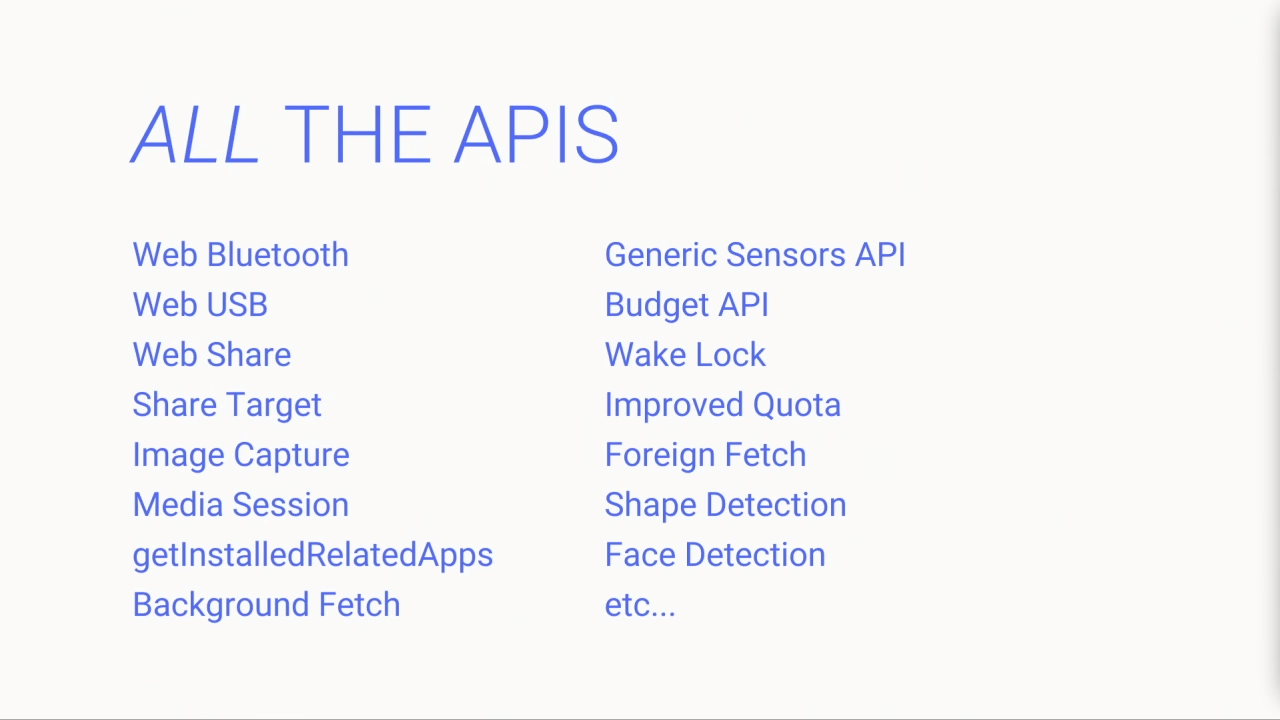 ALL THE APIS
Web Bluetooth
Web USB
Web Share
Share Target
Image Capture
Media Session
getInstalledRelatedApps
Background Fetch
Generic Sensors API
Budget API
Wake Lock
Improved Quota
Foreign Fetch
Shape Detection
Face Detection
etc...